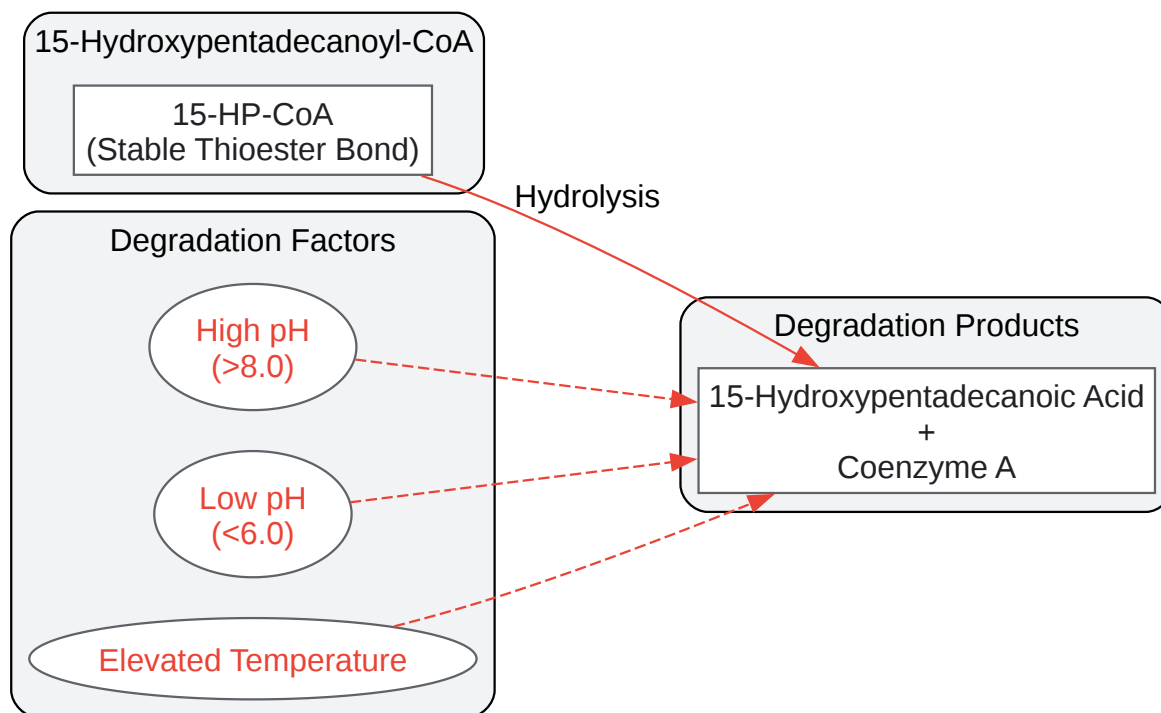 15-Hydroxypentadecanoyl-CoA
15-HP-CoA
(Stable Thioester Bond)
Hydrolysis
Degradation Factors
High pH
(>8.0)
Low pH
(<6.0)
Elevated Temperature
Degradation Products
15-Hydroxypentadecanoic Acid
+
Coenzyme A